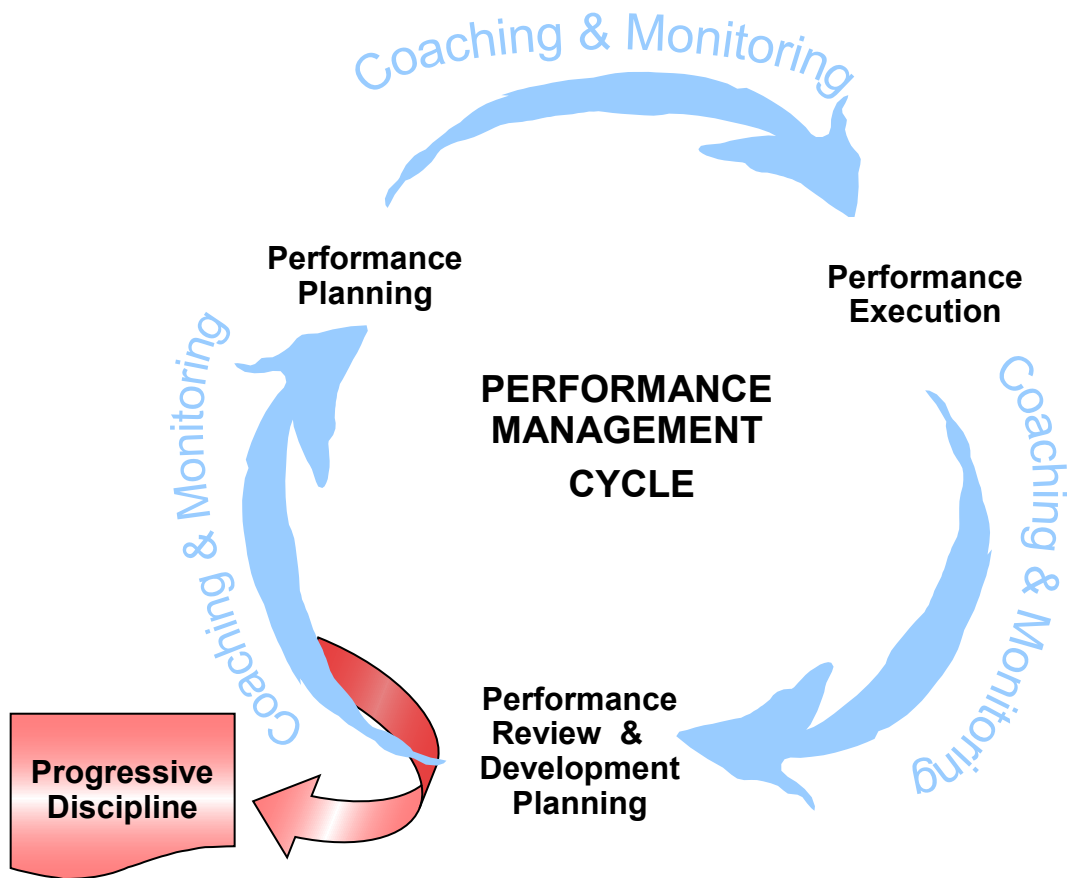 Coaching & Monitoring
Performance
Planning
Performance
Execution
PERFORMANCE
MANAGEMENT
CYCLE
Coaching & Monitoring
Coaching & Monitoring
Performance
Review &
Development
Planning
Progressive
Discipline